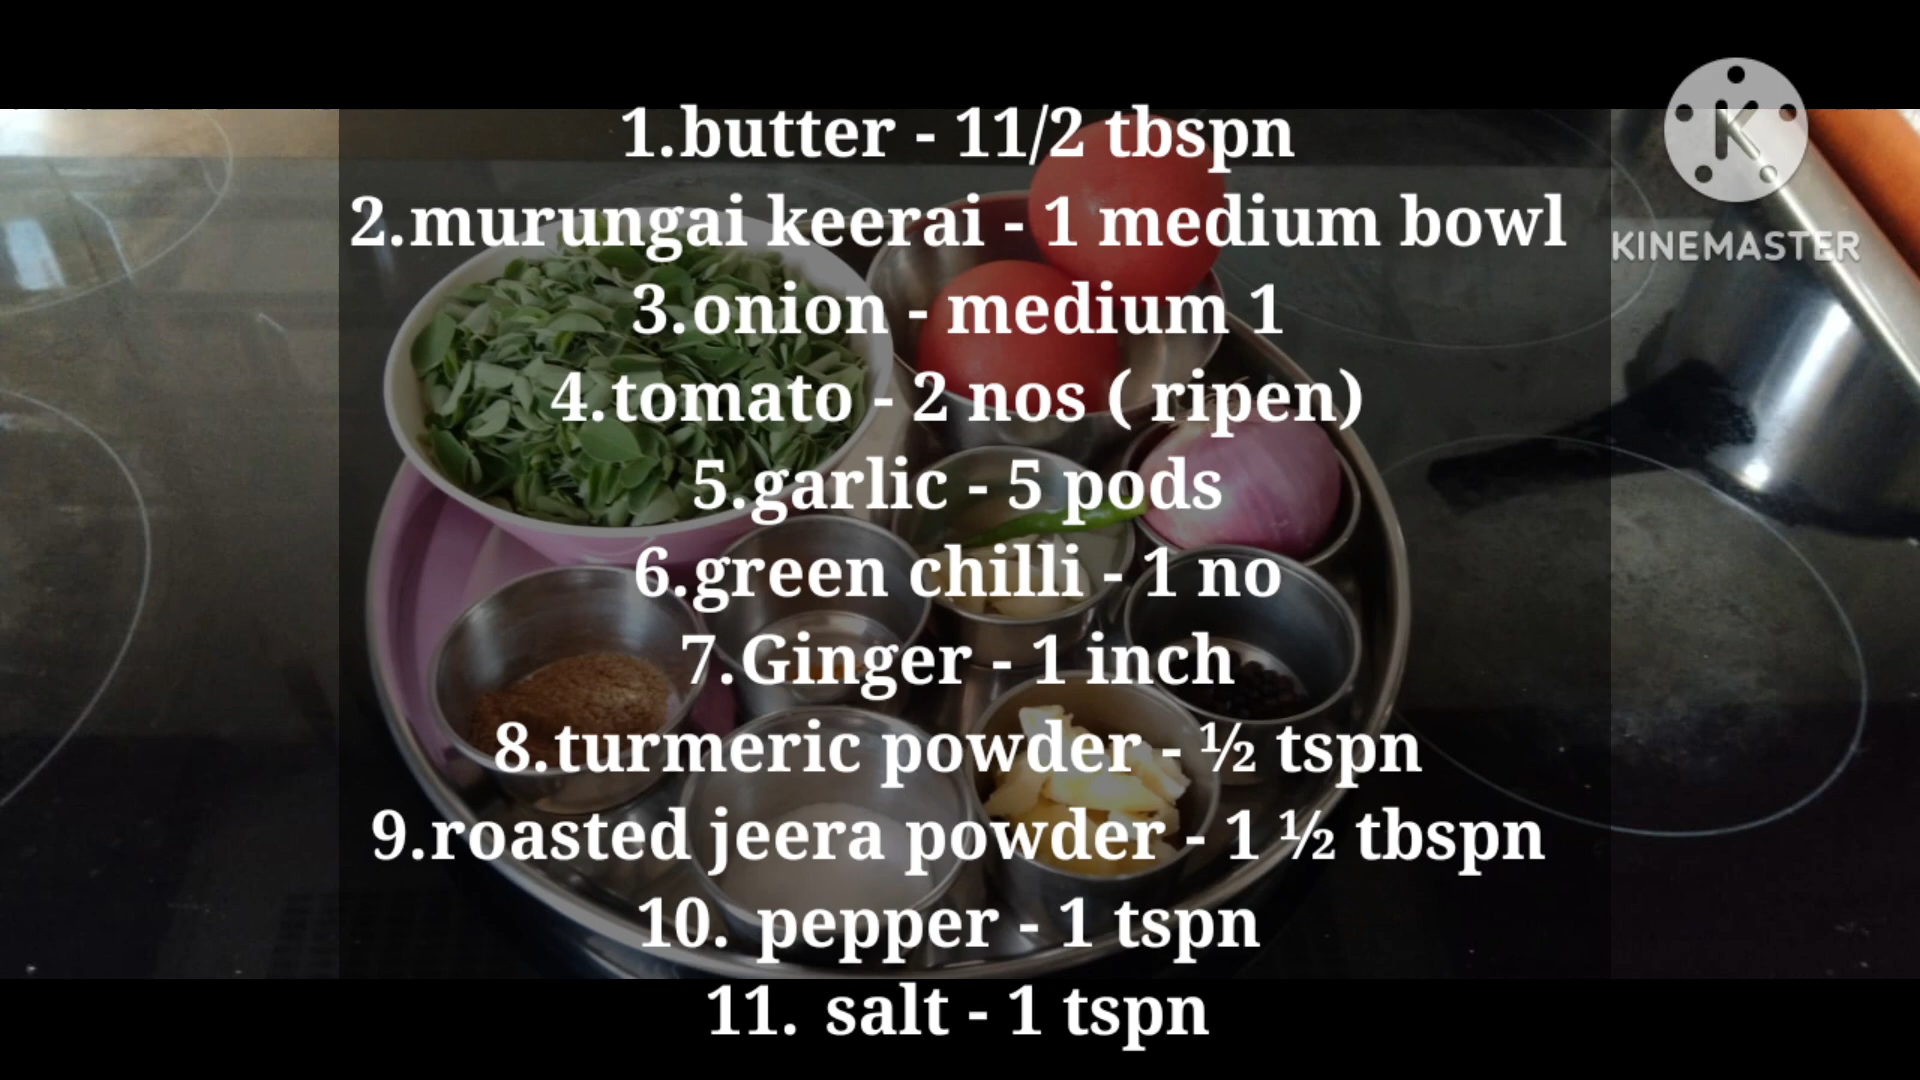 1.butter - 11/2 tbspn
2.murungai keerai - 1 medium bowl
3.onion - medium 1
4.tomato - 2 nos ( ripen)
5.garlic - 5 pods
6.green chilli - 1 no
7.Ginger - 1 inch
8.turmeric powder - ½ tspn
9.roasted jeera powder - 1 ½ tbspn
10. pepper - 1 tspn
11. salt - 1 tspn
K
KINEMASTER